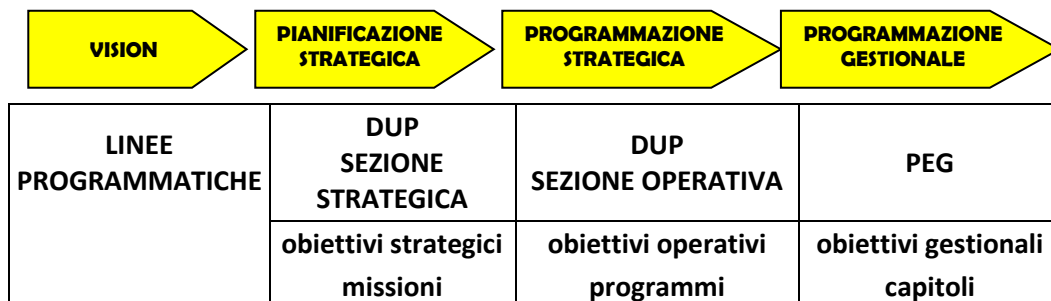 VISION
PIANIFICAZIONE
STRATEGICA
PROGRAMMAZIONE
STRATEGICA
PROGRAMMAZIONE
GESTIONALE
LINEE
PROGRAMMATICHE
DUP
SEZIONE
STRATEGICA
DUP
SEZIONE OPERATIVA
PEG
obiettivi strategici
missioni
obiettivi operativi
programmi
obiettivi gestionali
capitoli